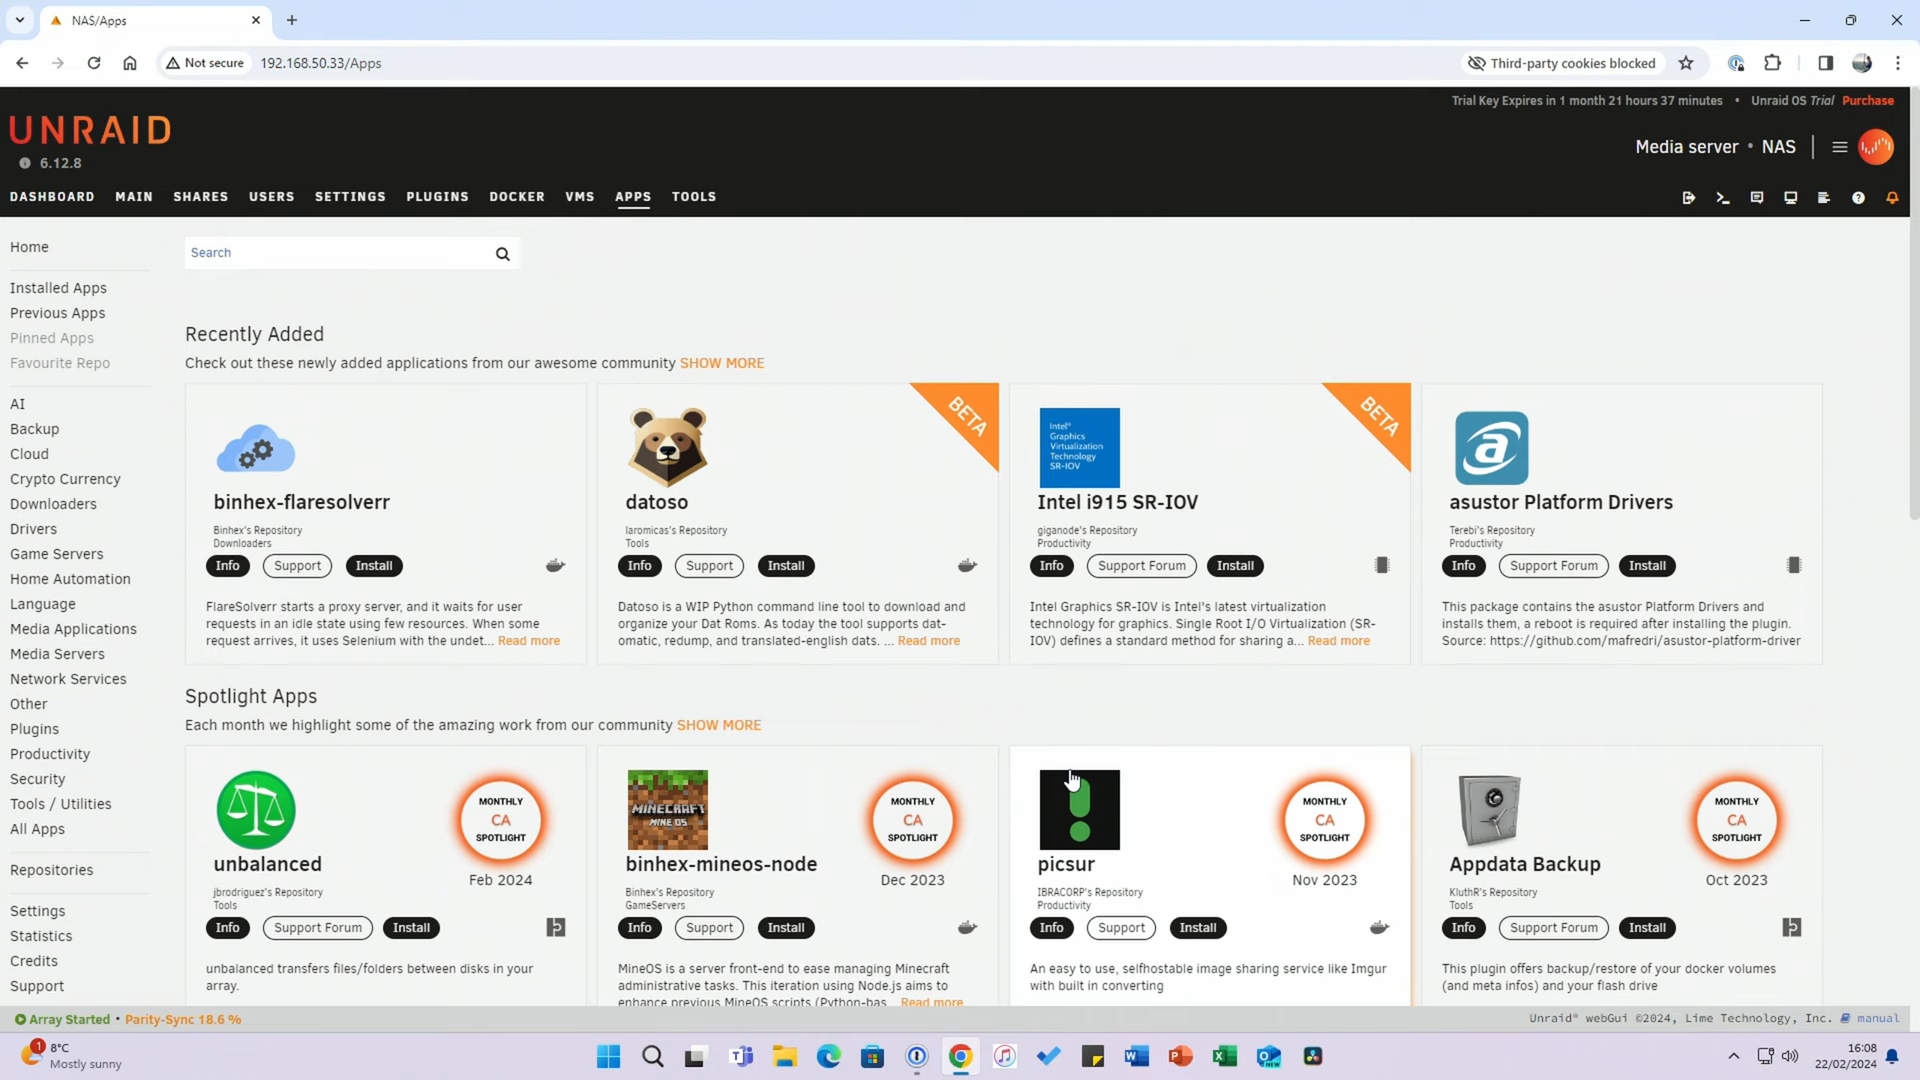 NAS/Apps
Not secure
192.168.50.33/Apps
Third-party cookies blocked
Trial Key Expires in 1 month 21 hours 37 minutes • Unraid OS Trial Purchase
UNRAID
6.12.8
Media server • NAS
DASHBOARD MAIN SHARES USERS SETTINGS PLUGINS DOCKER VMS APPS TOOLS
Home
Installed Apps
Previous Apps
Pinned Apps
Favourite Repo
AI
Backup
Cloud
Crypto Currency
Downloaders
Drivers
Game Servers
Home Automation
Language
Media Applications
Media Servers
Network Services
Other
Plugins
Productivity
Security
Tools / Utilities
All Apps
Repositories
Settings
Statistics
Credits
Support
Search
Recently Added
Check out these newly added applications from our awesome community SHOW MORE
binhex-flaresolverr
Binhex's Repository
Downloaders
Info Support Install
FlareSolverr starts a proxy server, and it waits for user
requests in an idle state using few resources. When some
request arrives, it uses Selenium with the undet... Read more
BETA
datoso
laromicas's Repository
Tools
Info Support Install
Datoso is a WIP Python command line tool to download and
organize your Dat Roms. As today the tool supports dat-
omatic, redump, and translated-english dats. ... Read more
Intel®
Graphics
Virtualization
Technology
SR-IOV
BETA
Intel i915 SR-IOV
giganode's Repository
Productivity
Info Support Forum Install
Intel Graphics SR-IOV is Intel's latest virtualization
technology for graphics. Single Root I/O Virtualization (SR-
IOV) defines a standard method for sharing a... Read more
asustor Platform Drivers
Terebi's Repository
Productivity
Info Support Forum Install
This package contains the asustor Platform Drivers and
installs them, a reboot is required after installing the plugin.
Source: https://github.com/mafredri/asustor-platform-driver
Spotlight Apps
Each month we highlight some of the amazing work from our community SHOW MORE
MONTHLY
CA
SPOTLIGHT
Feb 2024
unbalanced
jbrodriguez's Repository
Tools
Info Support Forum Install
unbalanced transfers files/folders between disks in your
array.
MINECRAFT
MINE OS
MONTHLY
CA
SPOTLIGHT
Dec 2023
binhex-mineos-node
Binhex's Repository
GameServers
Info Support Install
MineOS is a server front-end to ease managing Minecraft
administrative tasks. This iteration using Node.js aims to
enhance previous MineOS scripts (Python-bas... Read more
MONTHLY
CA
SPOTLIGHT
Nov 2023
picsur
IBRACORP's Repository
Productivity
Info Support Install
An easy to use, selfhostable image sharing service like Imgur
with built in converting
MONTHLY
CA
SPOTLIGHT
Oct 2023
Appdata Backup
KluthR's Repository
Tools
Info Support Forum Install
This plugin offers backup/restore of your docker volumes
(and meta infos) and your flash drive
Array Started • Parity-Sync 18.6 %
Unraid® webGui ©2024, Lime Technology, Inc. manual
1
8°C
Mostly sunny
NEW
16:08
22/02/2024